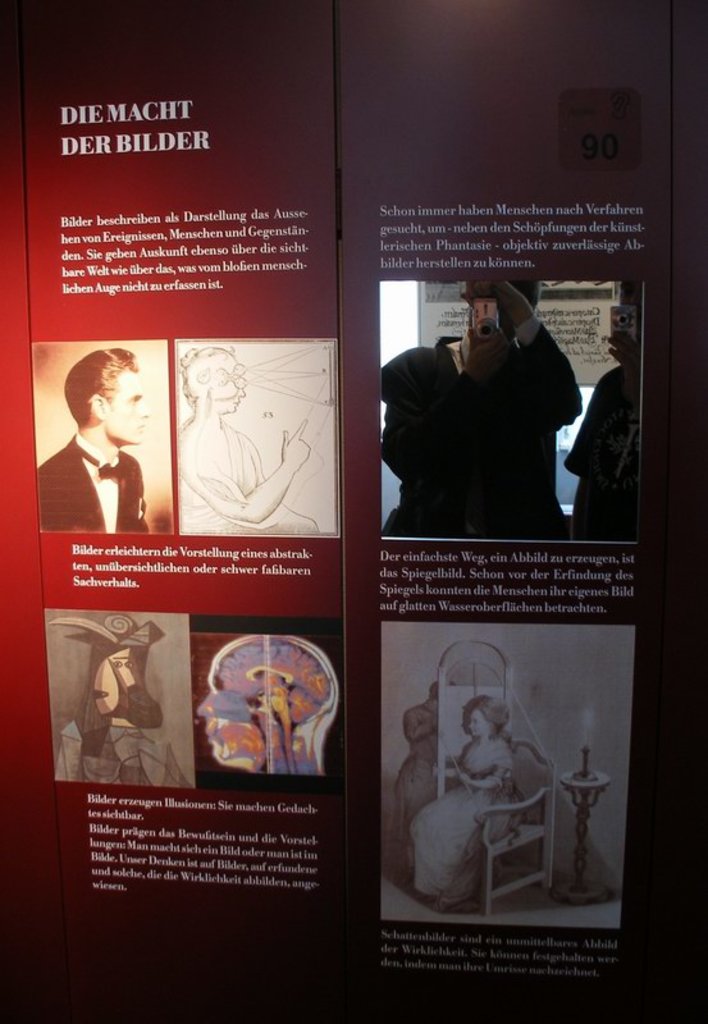 DIE MACHT
DER BILDER
Bilder beschreiben als Darstellung das Ausse-
hen von Ereignissen, Menschen und Gegenstän-
den. Sie geben Auskunft ebenso über die sicht-
bare Welt wie über das, was vom bloßen mensch-
lichen Auge nicht zu erfassen ist.
53
Bilder erleichtern die Vorstellung eines abstrak-
ten, unübersichtlichen oder schwer faßbaren
Sachverhalts.
Bilder erzeugen Illusionen: Sie machen Gedach-
tes sichtbar.
Bilder prägen das Bewußtsein und die Vorstel-
lungen: Man macht sich ein Bild oder man ist im
Bilde. Unser Denken ist auf Bilder, auf erfundene
und solche, die die Wirklichkeit abbilden, ange-
wiesen.
90
Schon immer haben Menschen nach Verfahren
gesucht, um - neben den Schöpfungen der künst-
lerischen Phantasie - objektiv zuverlässige Ab-
bilder herstellen zu können.
Der einfachste Weg, ein Abbild zu erzeugen, ist
das Spiegelbild. Schon vor der Erfindung des
Spiegels konnten die Menschen ihr eigenes Bild
auf glatten Wasseroberflächen betrachten.
Schattenbilder sind ein unmittelbares Abbild
der Wirklichkeit. Sie können festgehalten wer-
den, indem man ihre Umrisse nachzeichnet.